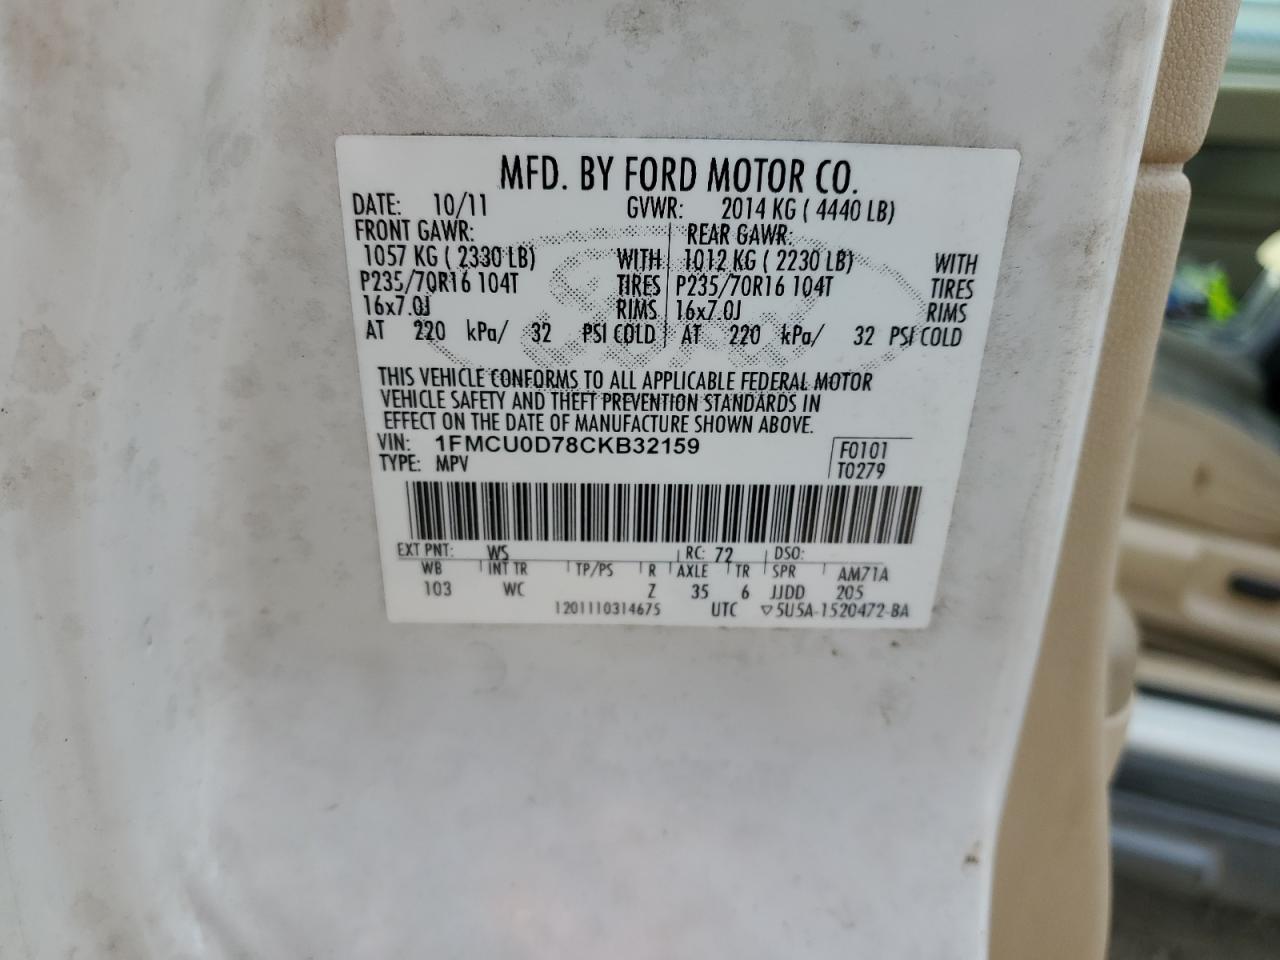 MFD. BY FORD MOTOR CO.
DATE: 10/11 GVWR: 2014 KG ( 4440 LB)
FRONT GAWR: REAR GAWR:
1057 KG ( 2330 LB) WITH 1012 KG ( 2230 LB) WITH
P235/70R16 104T TIRES P235/70R16 104T TIRES
16x7.0J RIMS 16x7.0J RIMS
AT 220 kPa/ 32 PSI COLD AT 220 kPa/ 32 PSI COLD
THIS VEHICLE CONFORMS TO ALL APPLICABLE FEDERAL MOTOR
VEHICLE SAFETY AND THEFT PREVENTION STANDARDS IN
EFFECT ON THE DATE OF MANUFACTURE SHOWN ABOVE.
VIN: 1FMCU0D78CKB32159 F0101
TYPE: MPV T0279
EXT PNT: WS RC: 72 DSO:
WB INT TR TP/PS R AXLE TR SPR AM71A
103 WC Z 35 6 JJDD 205
1201110314675 UTC ▽5U5A-1520472-BA